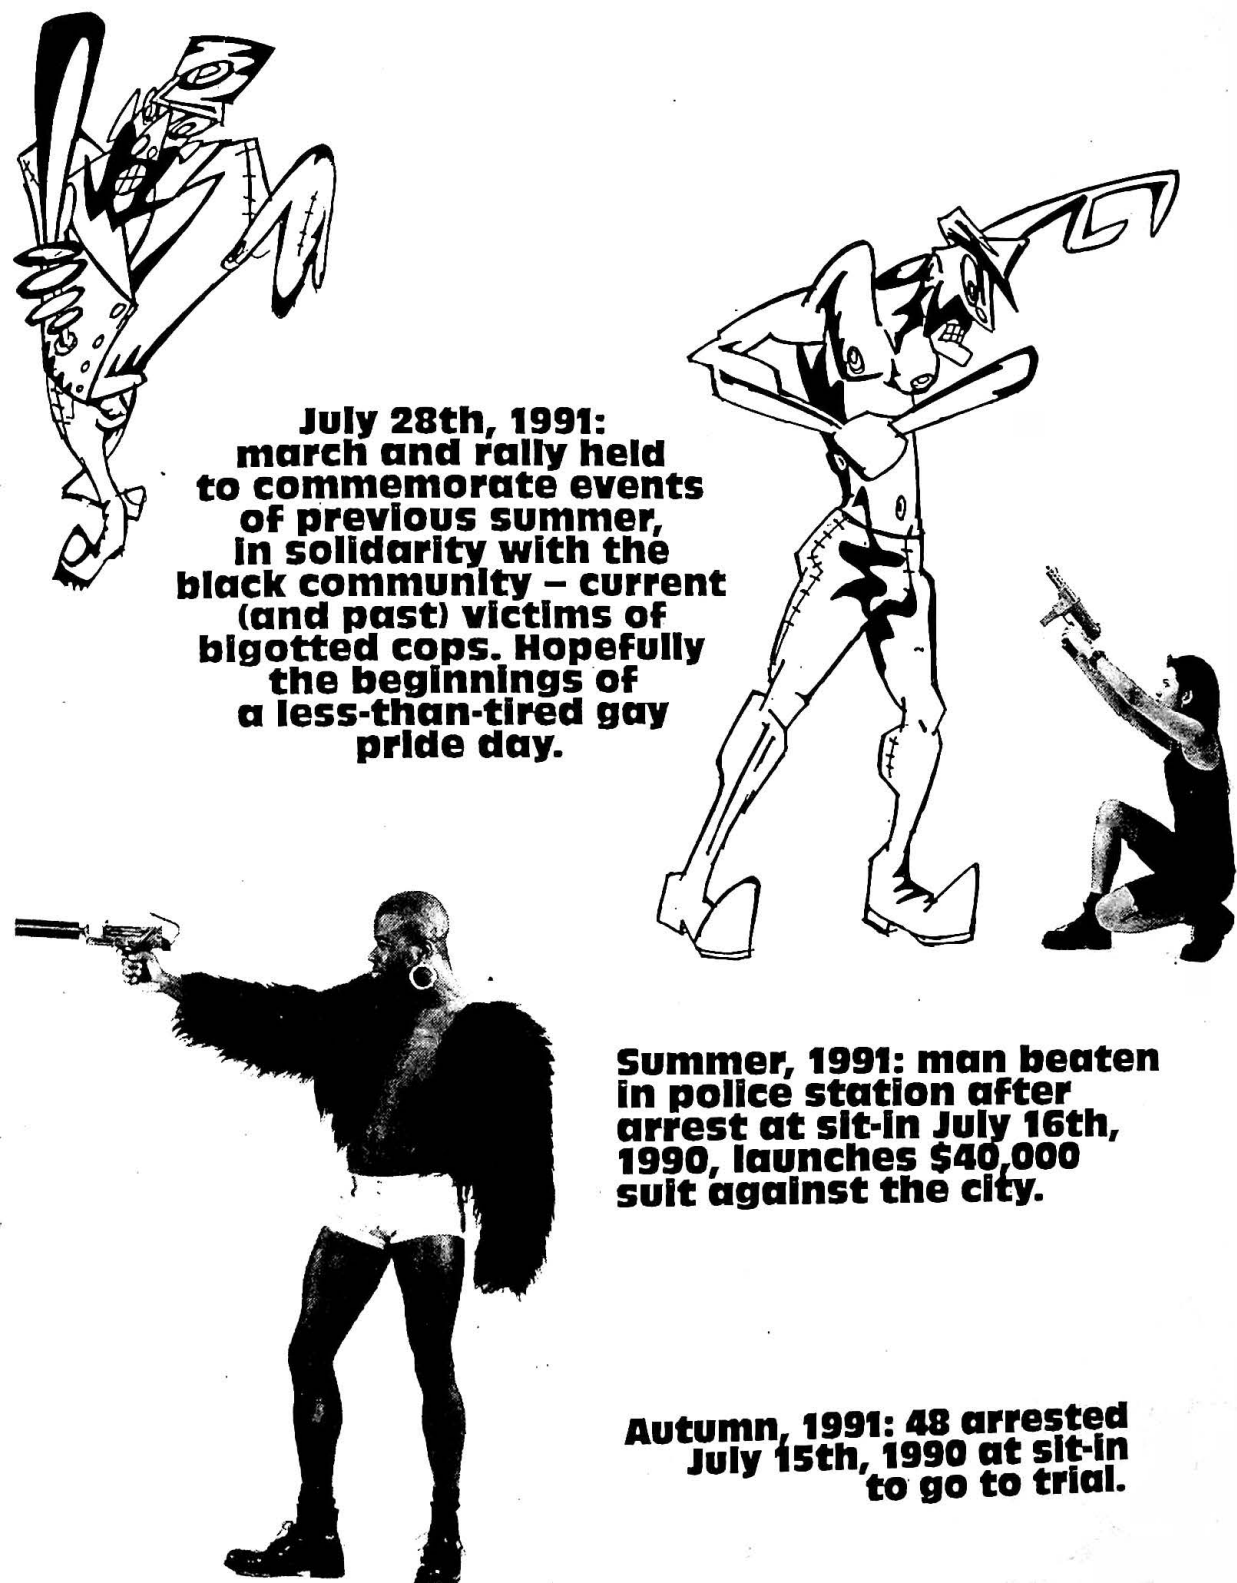 July 28th, 1991:
march and rally held
to commemorate events
of previous summer,
in solidarity with the
black community – current
(and past) victims of
bigotted cops. Hopefully
the beginnings of
a less-than-tired gay
pride day.
Summer, 1991: man beaten
in police station after
arrest at sit-in July 16th,
1990, launches $40,000
suit against the city.
Autumn, 1991: 48 arrested
July 15th, 1990 at sit-in
to go to trial.